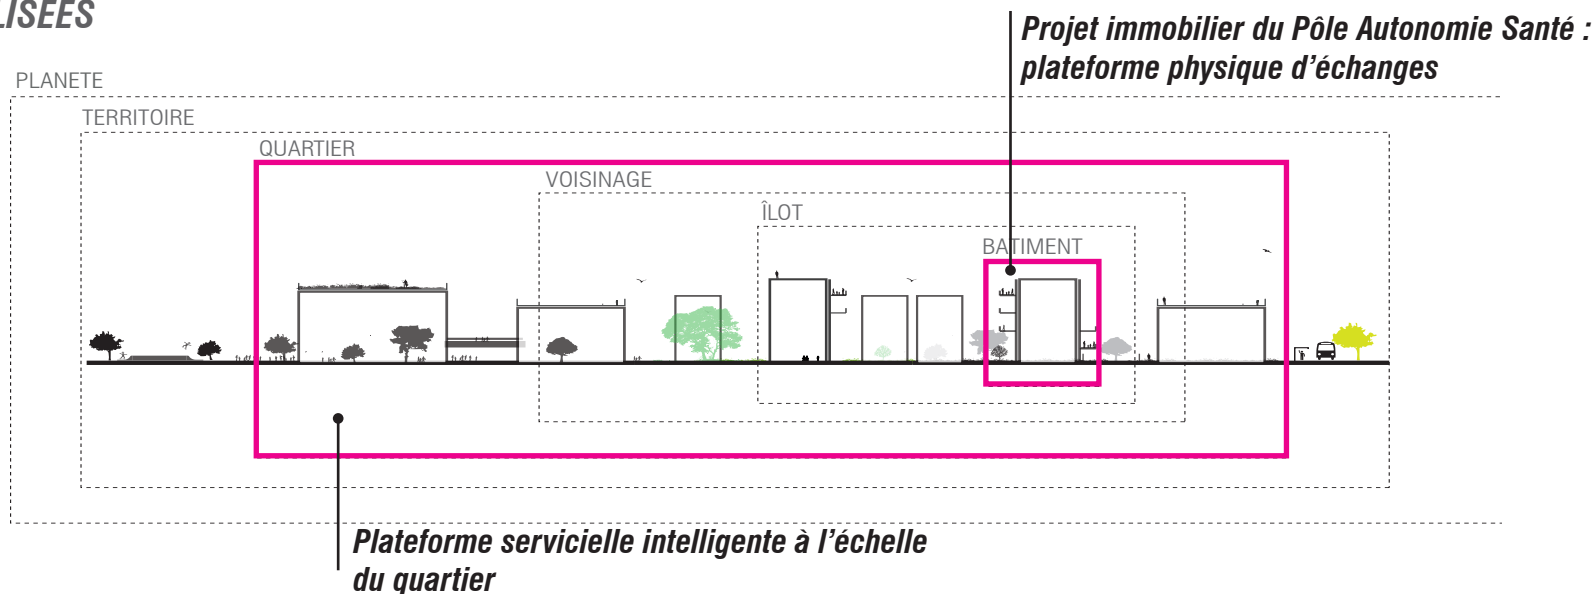 LISÉES
Projet immobilier du Pôle Autonomie Santé :
plateforme physique d’échanges
PLANETE
TERRITOIRE
QUARTIER
VOISINAGE
ÎLOT
BATIMENT
Plateforme servicielle intelligente à l’échelle
du quartier